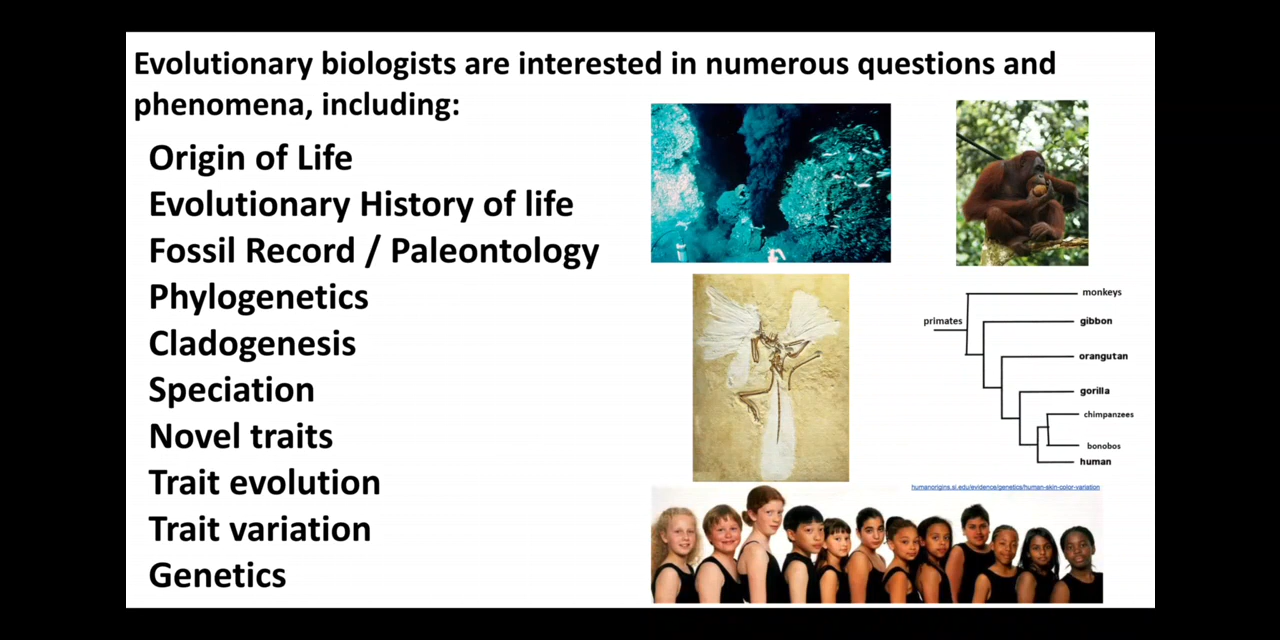 Evolutionary biologists are interested in numerous questions and
phenomena, including:
Origin of Life
Evolutionary History of life
Fossil Record / Paleontology
Phylogenetics
Cladogenesis
Speciation
Novel traits
Trait evolution
Trait variation
Genetics
monkeys
primates
gibbon
orangutan
gorilla
chimpanzees
bonobos
human
humanorigins.si.edu/evidence/genetics/human-skin-color-variation